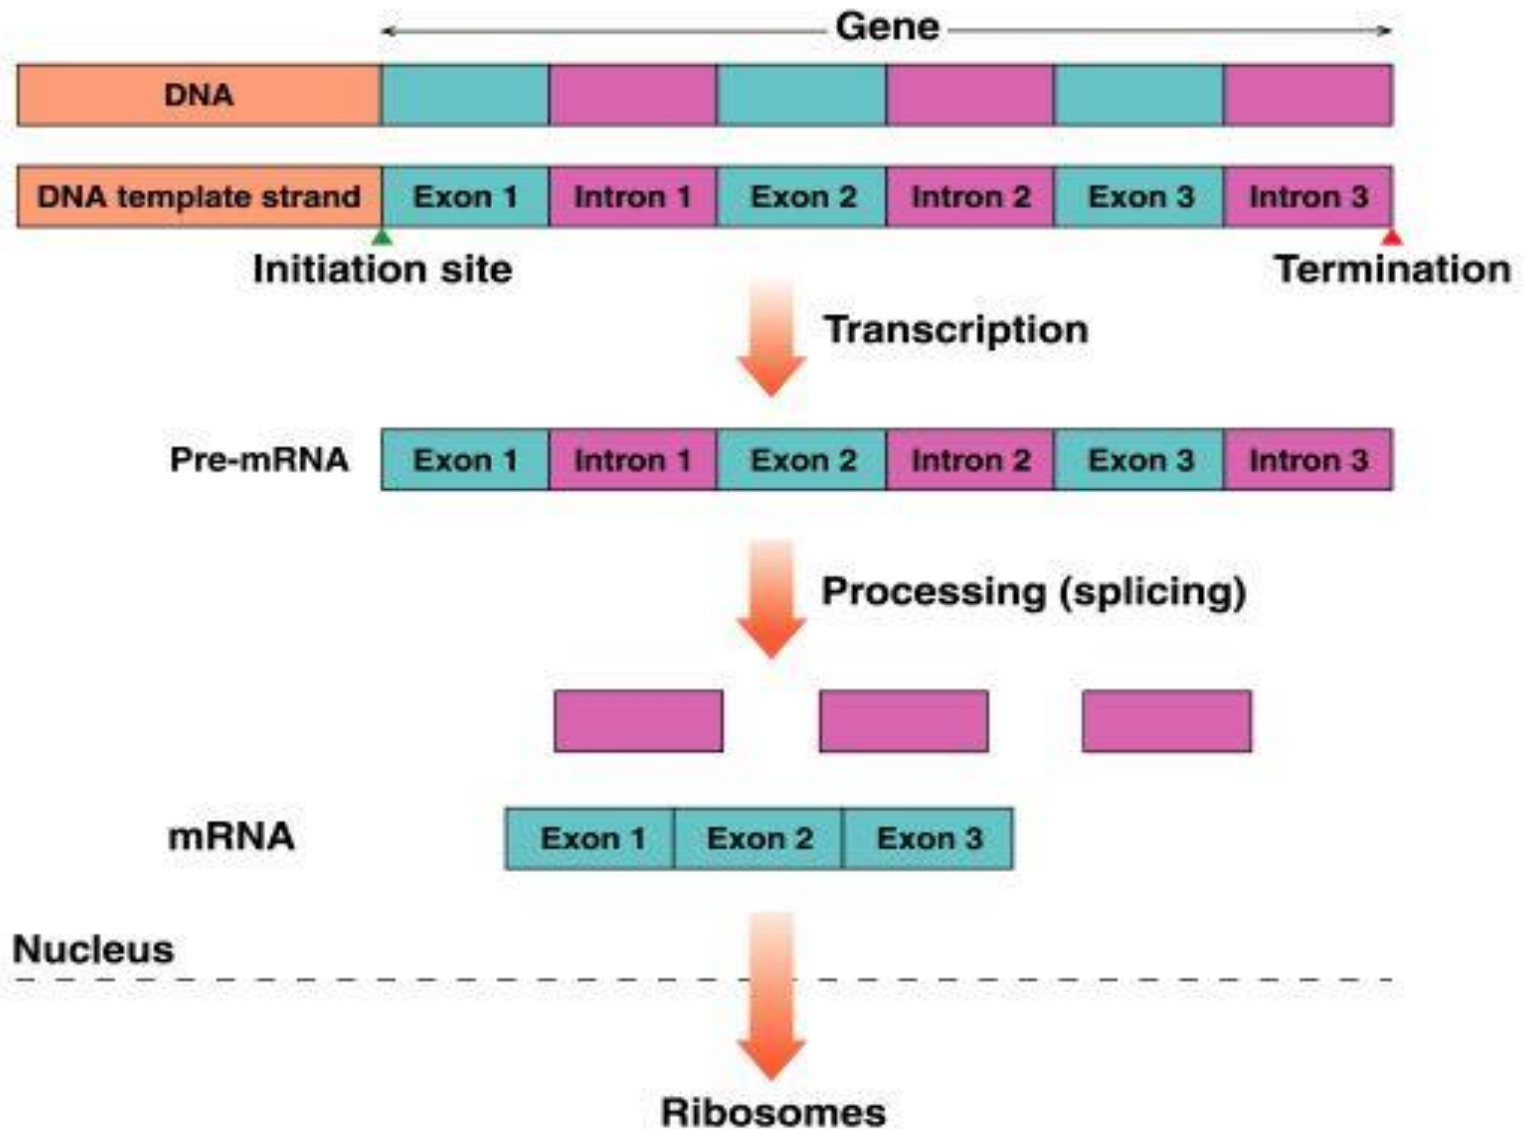 Gene
DNA
DNA template strand Exon 1 Intron 1 Exon 2 Intron 2 Exon 3 Intron 3
Initiation site Termination
Transcription
Pre-mRNA Exon 1 Intron 1 Exon 2 Intron 2 Exon 3 Intron 3
Processing (splicing)
mRNA Exon 1 Exon 2 Exon 3
Nucleus
Ribosomes